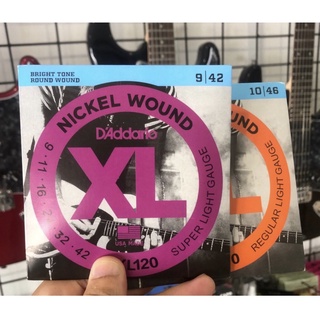 BRIGHT TONE
ROUND WOUND
9 | 42
NICKEL WOUND
D'Addario
XL
9 · 11 · 16
32 · 42
SUPER LIGHT GAUGE
USA MADE
XL120
10 | 46
WOUND
REGULAR LIGHT GAUGE